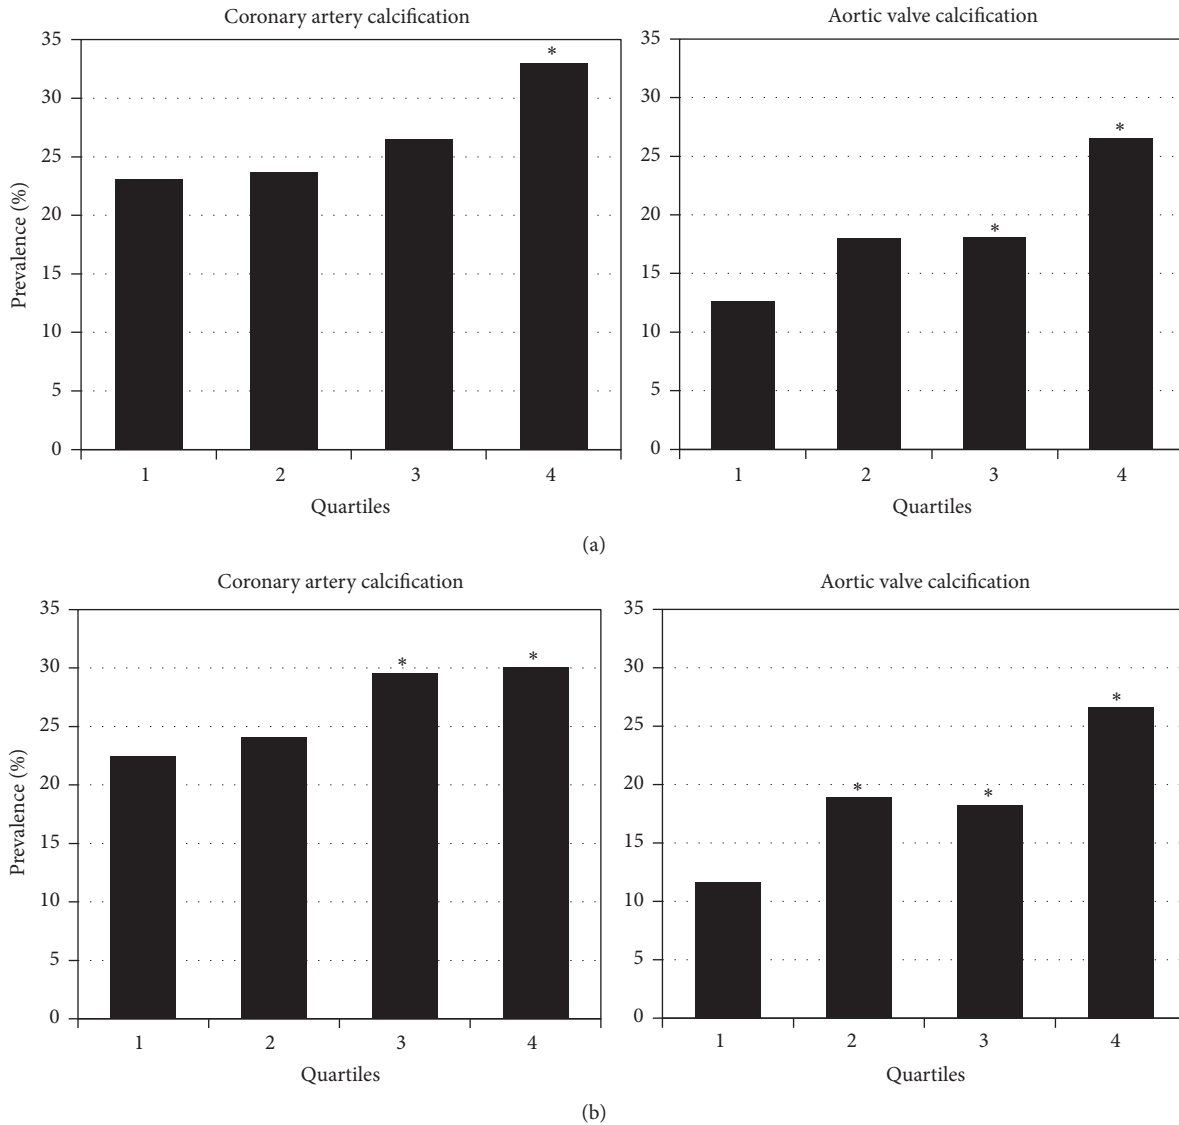 Coronary artery calcification
35
30
25
20
15
10
5
0
Prevalence (%)
*
1 2 3 4
Quartiles
Aortic valve calcification
35
30
25
20
15
10
5
0
*
*
1 2 3 4
Quartiles
(a)
Coronary artery calcification
35
30
25
20
15
10
5
0
Prevalence (%)
* *
1 2 3 4
Quartiles
Aortic valve calcification
35
30
25
20
15
10
5
0
*
* *
1 2 3 4
Quartiles
(b)